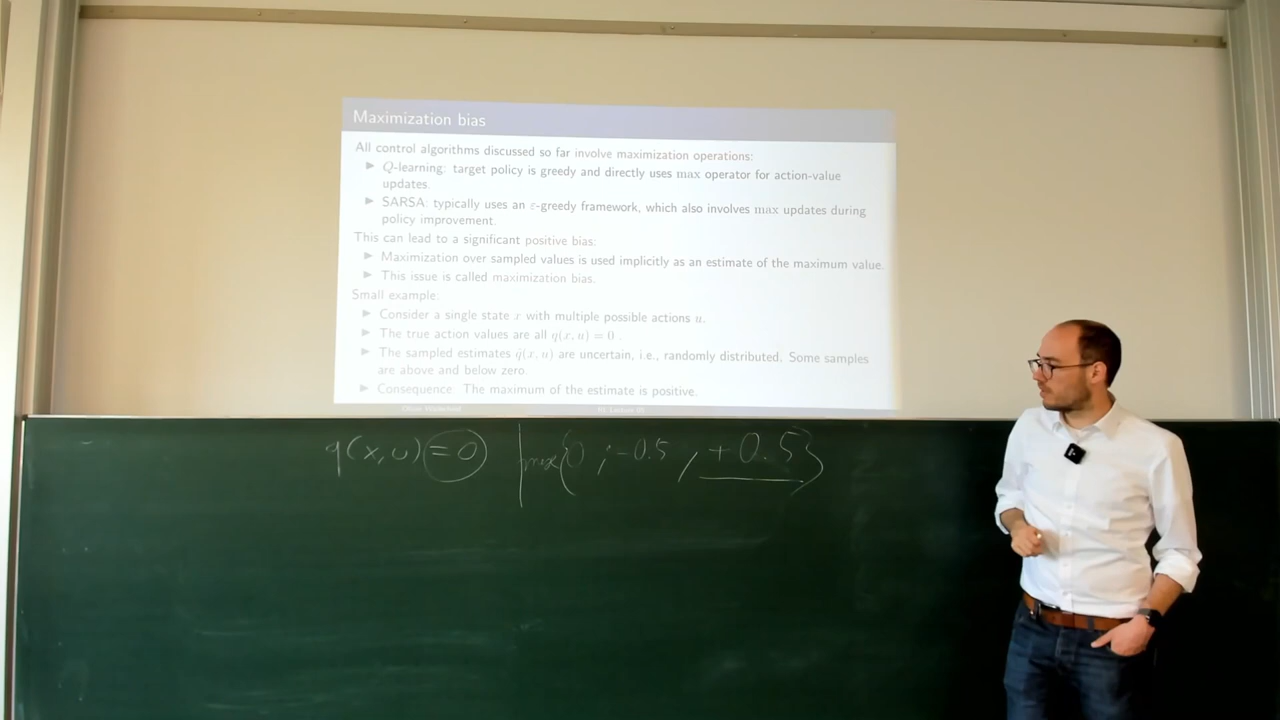 Maximization bias
All control algorithms discussed so far involve maximization operations:
► Q-learning: target policy is greedy and directly uses max operator for action-value
updates.
► SARSA: typically uses an ε-greedy framework, which also involves max updates during
policy improvement.
This can lead to a significant positive bias:
► Maximization over sampled values is used implicitly as an estimate of the maximum value.
► This issue is called maximization bias.
Small example:
► Consider a single state x with multiple possible actions u.
► The true action values are all q(x, u) = 0 .
► The sampled estimates q̂(x, u) are uncertain, i.e., randomly distributed. Some samples
are above and below zero.
► Consequence: The maximum of the estimate is positive.
q(x,u) = 0 | max{0 ; -0.5 , +0.5}